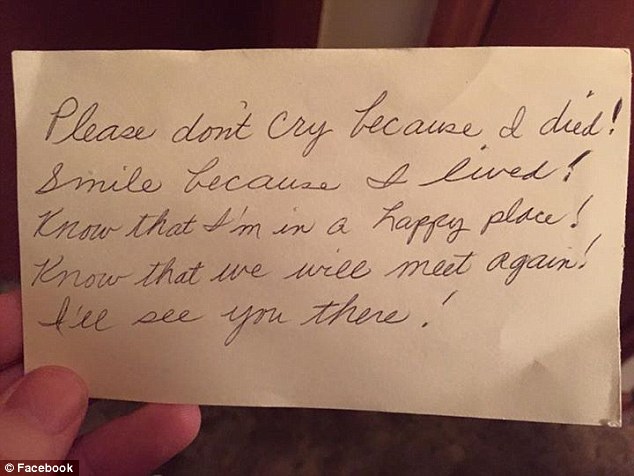 Please don't cry because I died!
Smile because I lived!
Know that I'm in a happy place!
Know that we will meet again!
I'll see you there!
© Facebook